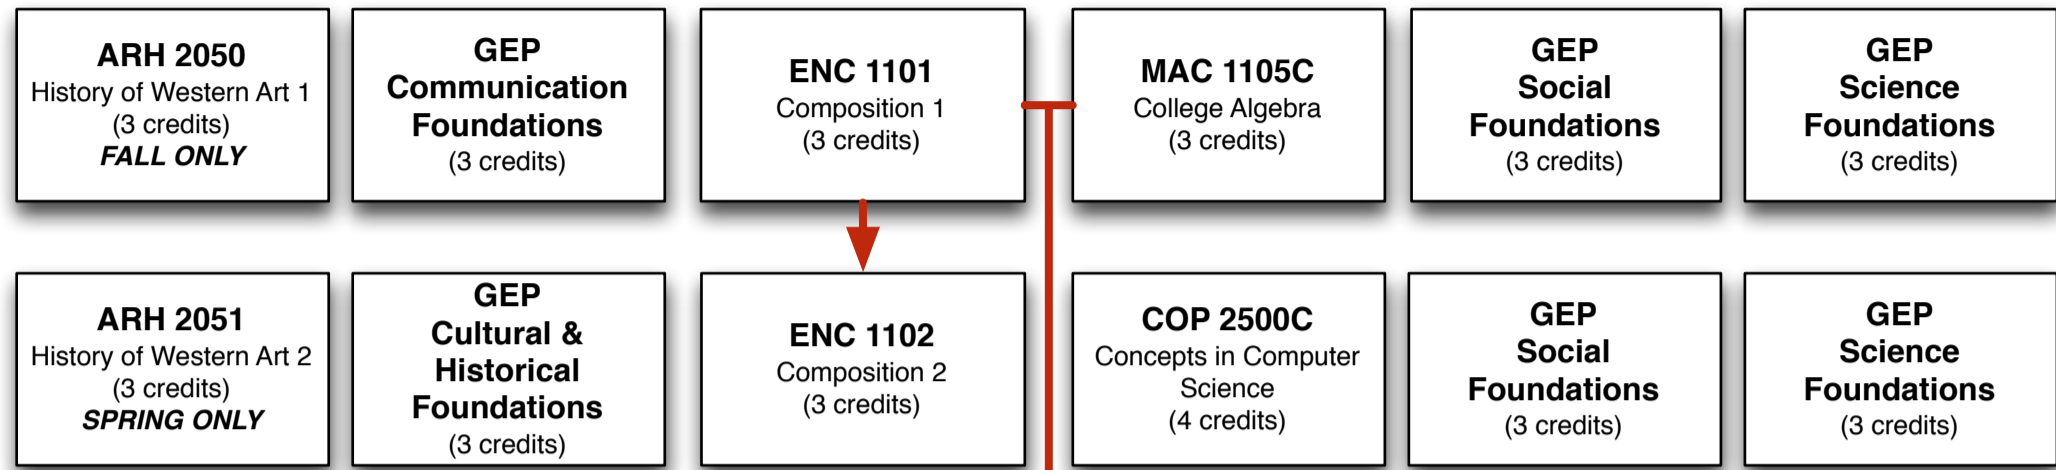 ARH 2050
History of Western Art 1
(3 credits)
FALL ONLY
GEP
Communication
Foundations
(3 credits)
ENC 1101
Composition 1
(3 credits)
MAC 1105C
College Algebra
(3 credits)
GEP
Social
Foundations
(3 credits)
GEP
Science
Foundations
(3 credits)
ARH 2051
History of Western Art 2
(3 credits)
SPRING ONLY
GEP
Cultural &
Historical
Foundations
(3 credits)
ENC 1102
Composition 2
(3 credits)
COP 2500C
Concepts in Computer
Science
(4 credits)
GEP
Social
Foundations
(3 credits)
GEP
Science
Foundations
(3 credits)